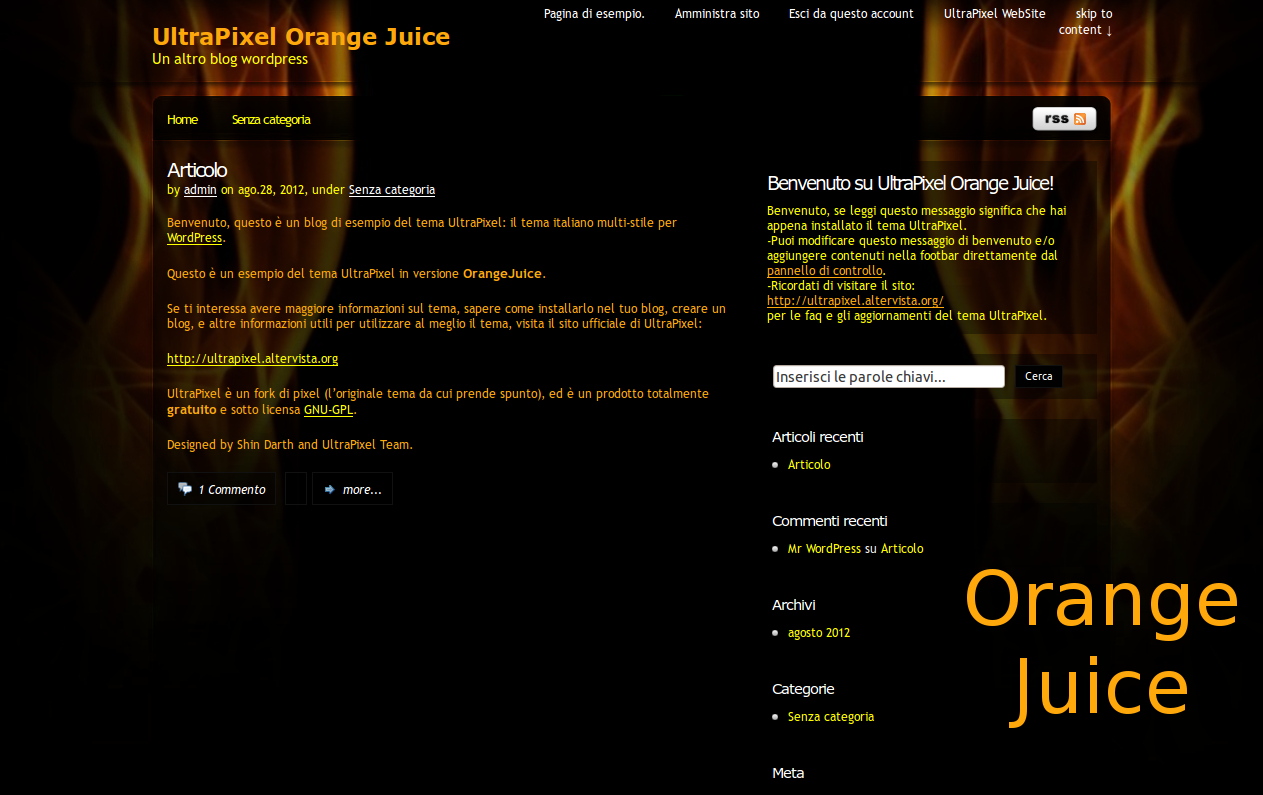 Pagina di esempio. Amministra sito Esci da questo account UltraPixel WebSite skip to
content ↓
UltraPixel Orange Juice
Un altro blog wordpress
Home Senza categoria
rss
Articolo
by admin on ago.28, 2012, under Senza categoria
Benvenuto, questo è un blog di esempio del tema UltraPixel: il tema italiano multi-stile per
WordPress.
Questo è un esempio del tema UltraPixel in versione OrangeJuice.
Se ti interessa avere maggiore informazioni sul tema, sapere come installarlo nel tuo blog, creare un
blog, e altre informazioni utili per utilizzare al meglio il tema, visita il sito ufficiale di UltraPixel:
http://ultrapixel.altervista.org
UltraPixel è un fork di pixel (l'originale tema da cui prende spunto), ed è un prodotto totalmente
gratuito e sotto licensa GNU-GPL.
Designed by Shin Darth and UltraPixel Team.
1 Commento more...
Benvenuto su UltraPixel Orange Juice!
Benvenuto, se leggi questo messaggio significa che hai
appena installato il tema UltraPixel.
-Puoi modificare questo messaggio di benvenuto e/o
aggiungere contenuti nella footbar direttamente dal
pannello di controllo.
-Ricordati di visitare il sito:
http://ultrapixel.altervista.org/
per le faq e gli aggiornamenti del tema UltraPixel.
Inserisci le parole chiavi... Cerca
Articoli recenti
Articolo
Commenti recenti
Mr WordPress su Articolo
Archivi
agosto 2012
Categorie
Senza categoria
Meta
Orange
Juice